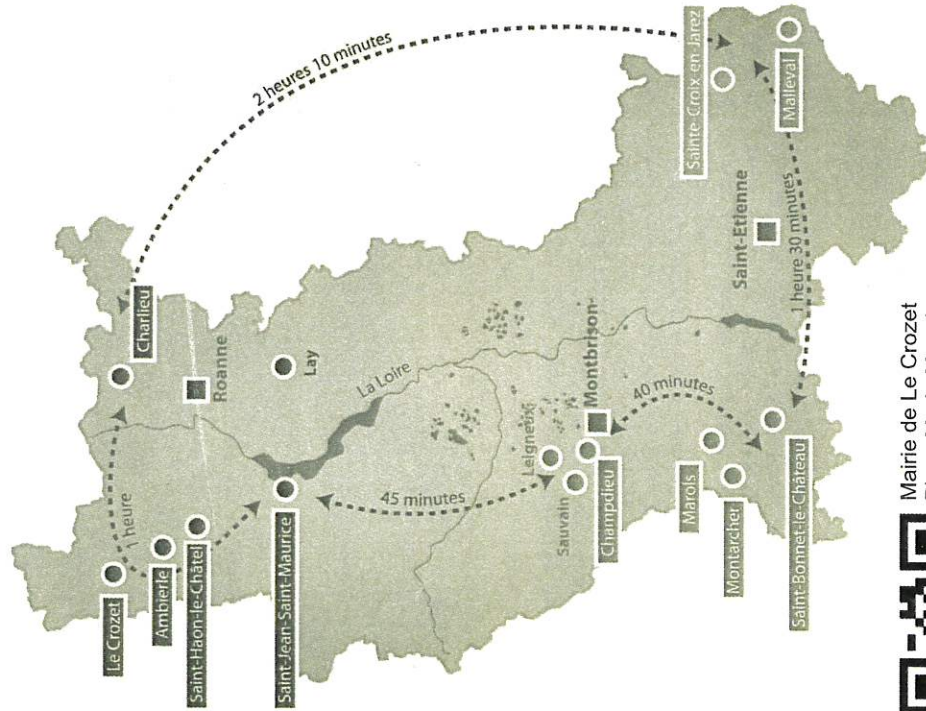 Le Crozet
Ambierle
Saint-Haon-le-Châtel
Saint-Jean-Saint-Maurice
1 heure
Charlieu
Roanne
Lay
La Loire
2 heures 10 minutes
45 minutes
Leigneux
Sauvain
Champdieu
Montbrison-
40 minutes
Marols
Montarcher
Saint-Bonnet-le-Château
Saint-Etienne
1 heure 30 minutes
Sainte-Croix en Jarez
Malleval
Mairie de Le Crozet